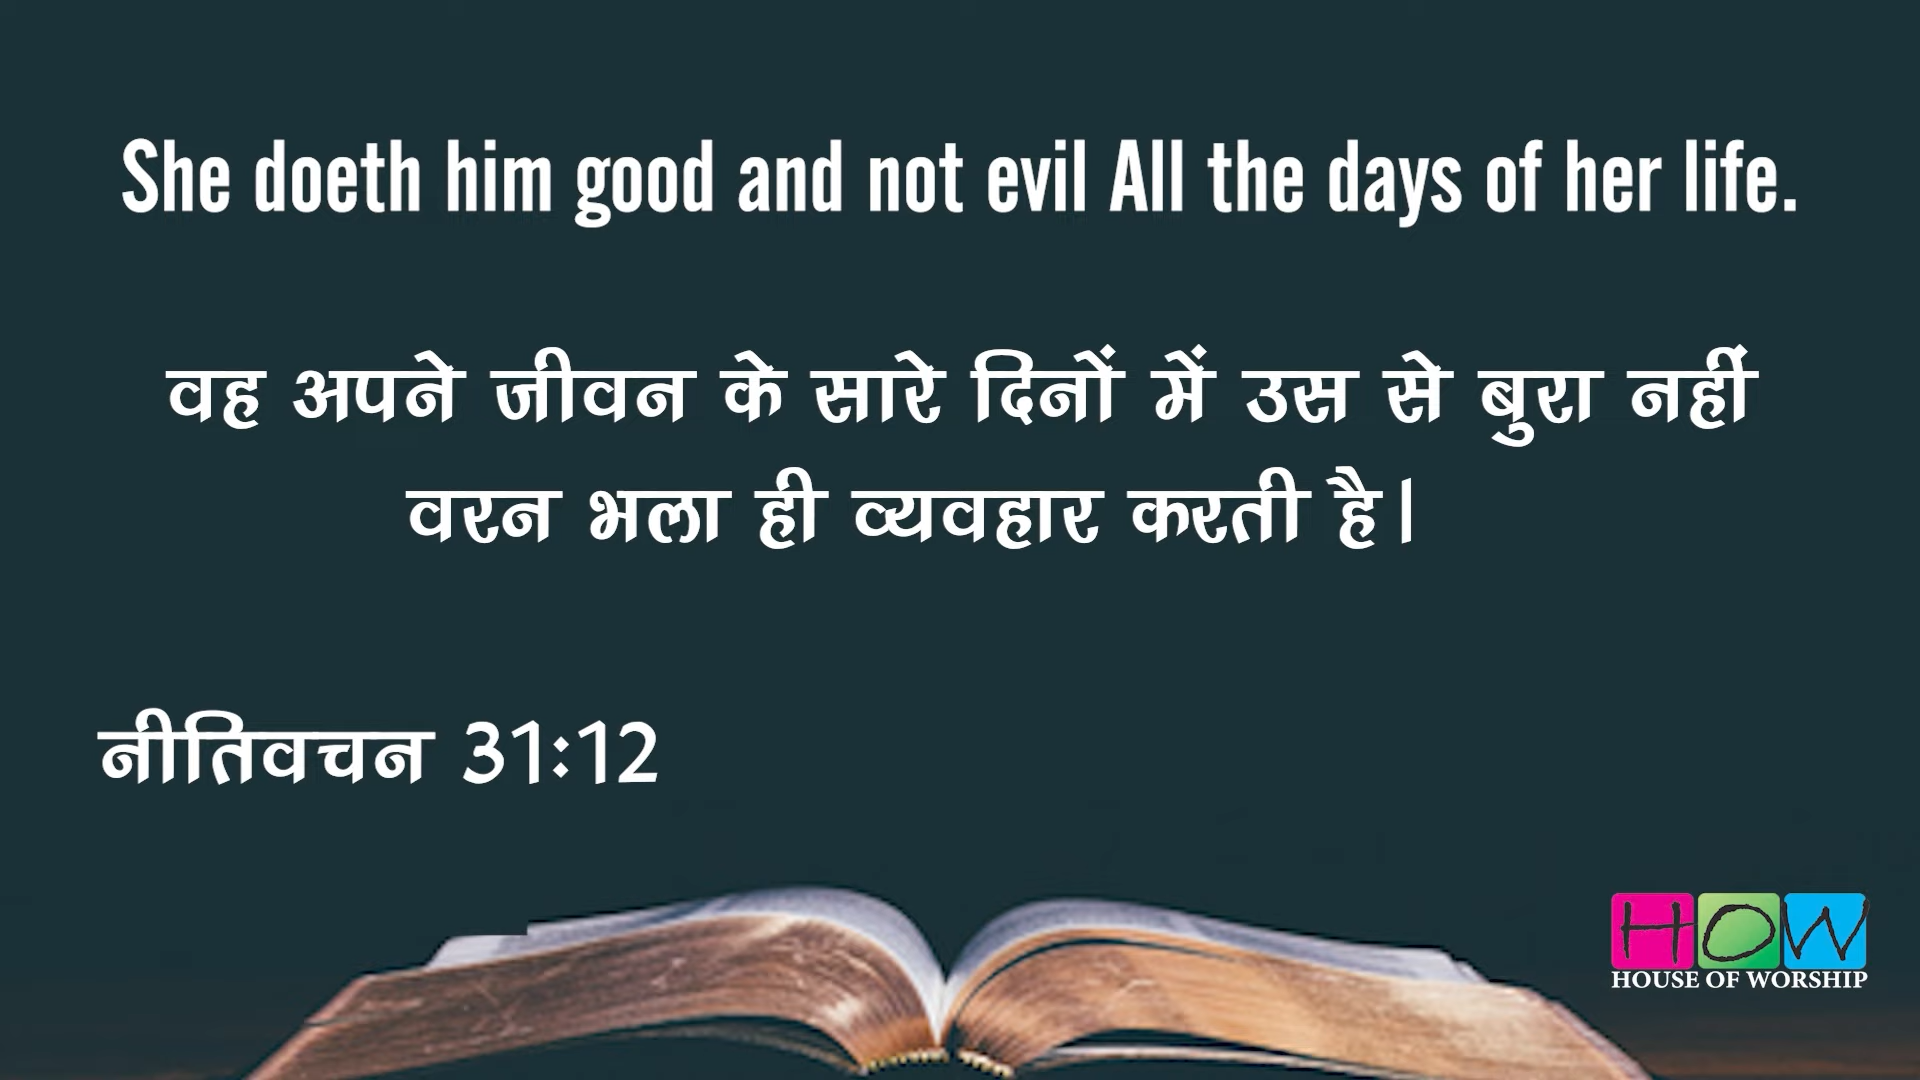 She doeth him good and not evil All the days of her life.
वह अपने जीवन के सारे दिनों में उस से बुरा नहीं
वरन भला ही व्यवहार करती है।
नीतिवचन 31:12
HOW
HOUSE OF WORSHIP